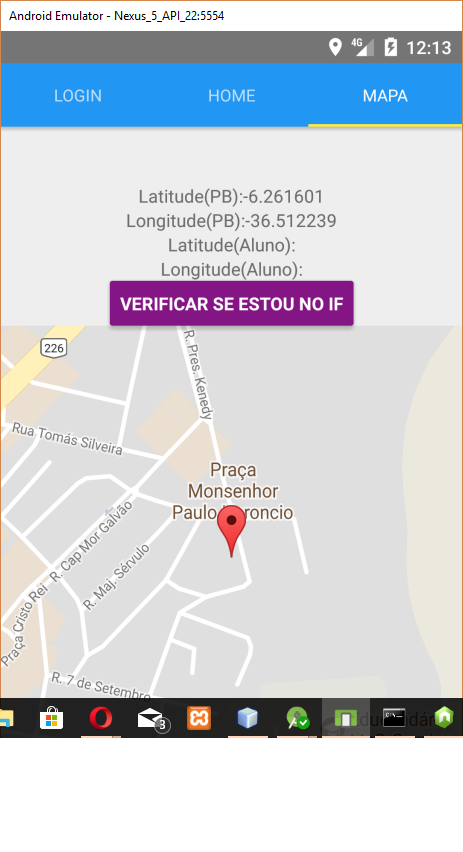 Android Emulator - Nexus_5_API_22:5554
4G 12:13
LOGIN HOME MAPA
Latitude(PB):-6.261601
Longitude(PB):-36.512239
Latitude(Aluno):
Longitude(Aluno):
VERIFICAR SE ESTOU NO IF
226
R. Pres. Kenedy
Rua Tomás Silveira
Praça
Monsenhor
Paulo
R. Cap Mor Galvão
R. Maj. Sérvulo
Praça Cristo Rei
R. 7 de Setembro
3